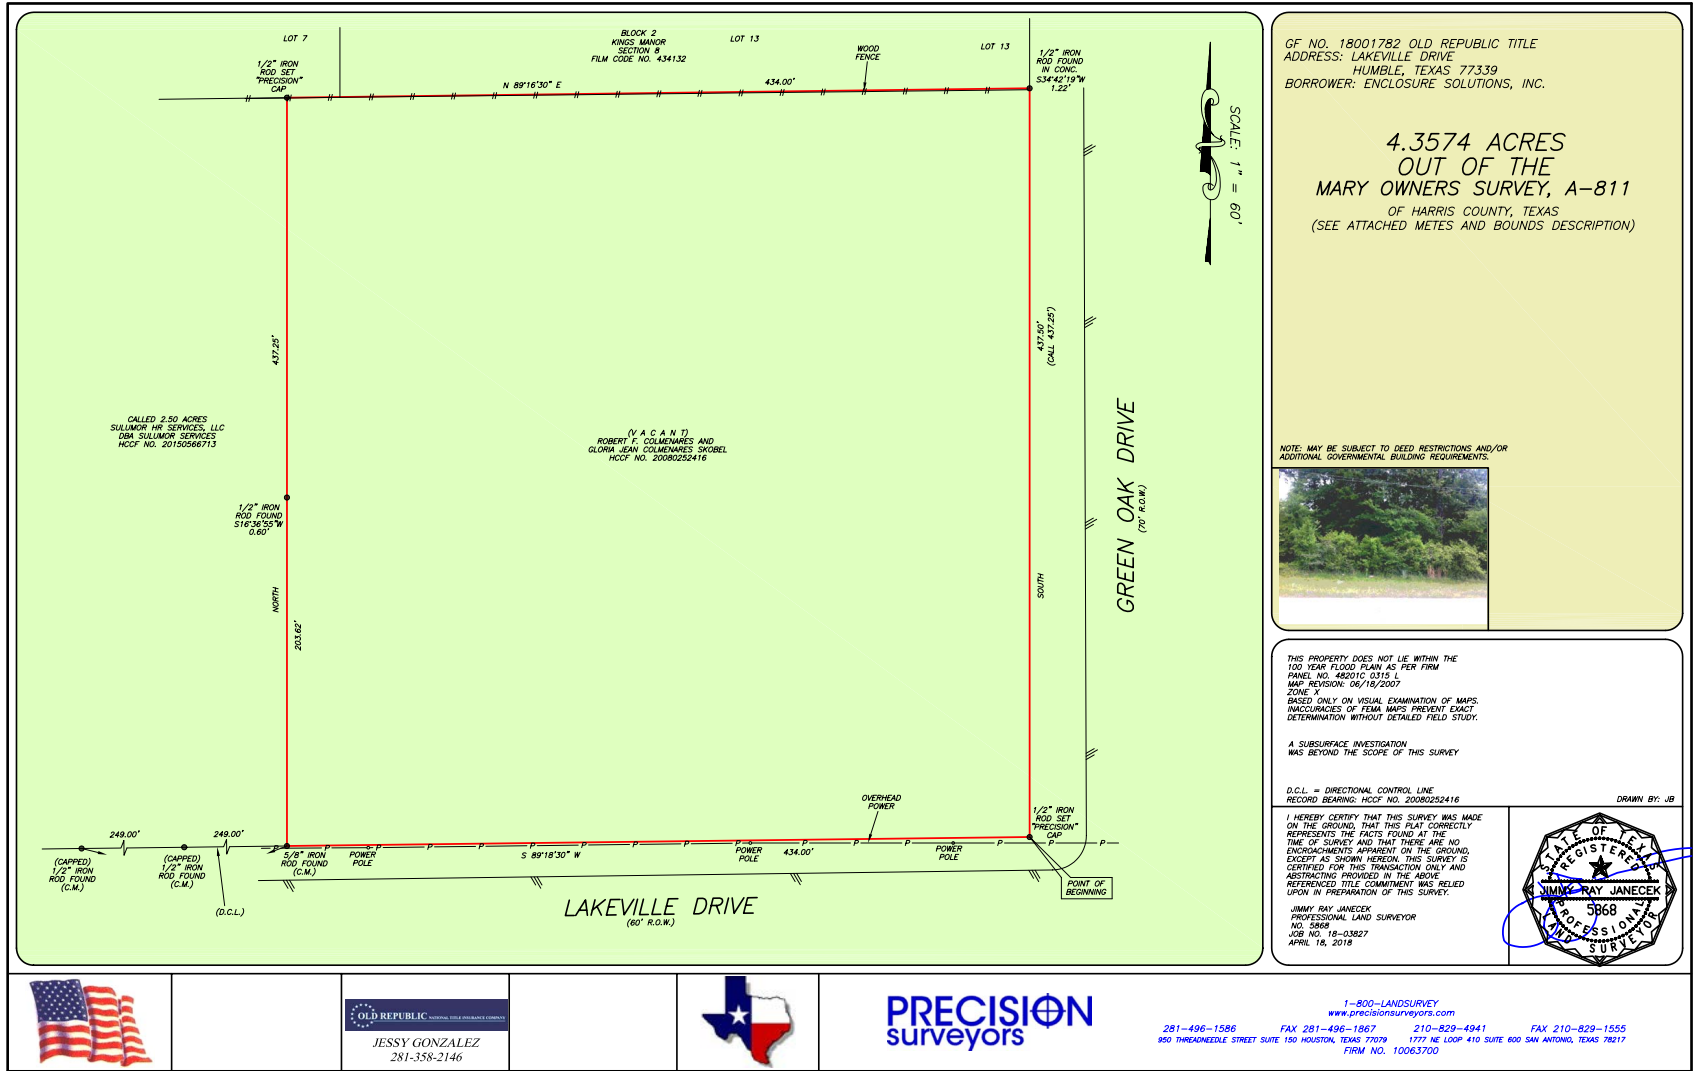 LOT 7
BLOCK 2
KINGS MANOR
SECTION 8
FILM CODE NO. 434132
LOT 13
LOT 13
WOOD
FENCE
1/2" IRON
ROD SET
"PRECISION"
CAP
1/2" IRON
ROD FOUND
IN CONC.
S34°42'19"W
1.22'
N 89°16'30" E
434.00'
SCALE: 1" = 60'
437.25'
437.50'
(CALL 437.25')
CALLED 2.50 ACRES
SULUMOR HR SERVICES, LLC
DBA SULUMOR SERVICES
HCCF NO. 20150566713
(V A C A N T)
ROBERT F. COLMENARES AND
GLORIA JEAN COLMENARES SKOBEL
HCCF NO. 20080252416
GREEN OAK DRIVE
(70' R.O.W.)
1/2" IRON
ROD FOUND
S16°36'55"W
0.60'
NORTH
203.62'
SOUTH
OVERHEAD
POWER
1/2" IRON
ROD SET
"PRECISION"
CAP
249.00'
249.00'
(CAPPED)
1/2" IRON
ROD FOUND
(C.M.)
(CAPPED)
1/2" IRON
ROD FOUND
(C.M.)
5/8" IRON
ROD FOUND
(C.M.)
POWER
POLE
S 89°18'30" W
POWER
POLE
434.00'
POWER
POLE
P P P P P P P P P P P P P P P P P
(D.C.L.)
POINT OF
BEGINNING
LAKEVILLE DRIVE
(60' R.O.W.)
GF NO. 18001782 OLD REPUBLIC TITLE
ADDRESS: LAKEVILLE DRIVE
HUMBLE, TEXAS 77339
BORROWER: ENCLOSURE SOLUTIONS, INC.
4.3574 ACRES
OUT OF THE
MARY OWNERS SURVEY, A-811
OF HARRIS COUNTY, TEXAS
(SEE ATTACHED METES AND BOUNDS DESCRIPTION)
NOTE: MAY BE SUBJECT TO DEED RESTRICTIONS AND/OR
ADDITIONAL GOVERNMENTAL BUILDING REQUIREMENTS.
THIS PROPERTY DOES NOT LIE WITHIN THE
100 YEAR FLOOD PLAIN AS PER FIRM
PANEL NO. 48201C 0315 L
MAP REVISION: 06/18/2007
ZONE X
BASED ONLY ON VISUAL EXAMINATION OF MAPS.
INACCURACIES OF FEMA MAPS PREVENT EXACT
DETERMINATION WITHOUT DETAILED FIELD STUDY.
A SUBSURFACE INVESTIGATION
WAS BEYOND THE SCOPE OF THIS SURVEY
D.C.L. = DIRECTIONAL CONTROL LINE
RECORD BEARING: HCCF NO. 20080252416
DRAWN BY: JB
I HEREBY CERTIFY THAT THIS SURVEY WAS MADE
ON THE GROUND, THAT THIS PLAT CORRECTLY
REPRESENTS THE FACTS FOUND AT THE
TIME OF SURVEY AND THAT THERE ARE NO
ENCROACHMENTS APPARENT ON THE GROUND,
EXCEPT AS SHOWN HEREON. THIS SURVEY IS
CERTIFIED FOR THIS TRANSACTION ONLY AND
ABSTRACTING PROVIDED IN THE ABOVE
REFERENCED TITLE COMMITMENT WAS RELIED
UPON IN PREPARATION OF THIS SURVEY.
JIMMY RAY JANECEK
PROFESSIONAL LAND SURVEYOR
NO. 5868
JOB NO. 18-03827
APRIL 18, 2018
STATE OF TEXAS
REGISTERED
JIMMY RAY JANECEK
5868
PROFESSIONAL
LAND SURVEYOR
OLD REPUBLIC NATIONAL TITLE INSURANCE COMPANY
JESSY GONZALEZ
281-358-2146
PRECISION
surveyors
1-800-LANDSURVEY
www.precisionsurveyors.com
281-496-1586 FAX 281-496-1867 210-829-4941 FAX 210-829-1555
950 THREADNEEDLE STREET SUITE 150 HOUSTON, TEXAS 77079 1777 NE LOOP 410 SUITE 600 SAN ANTONIO, TEXAS 78217
FIRM NO. 10063700